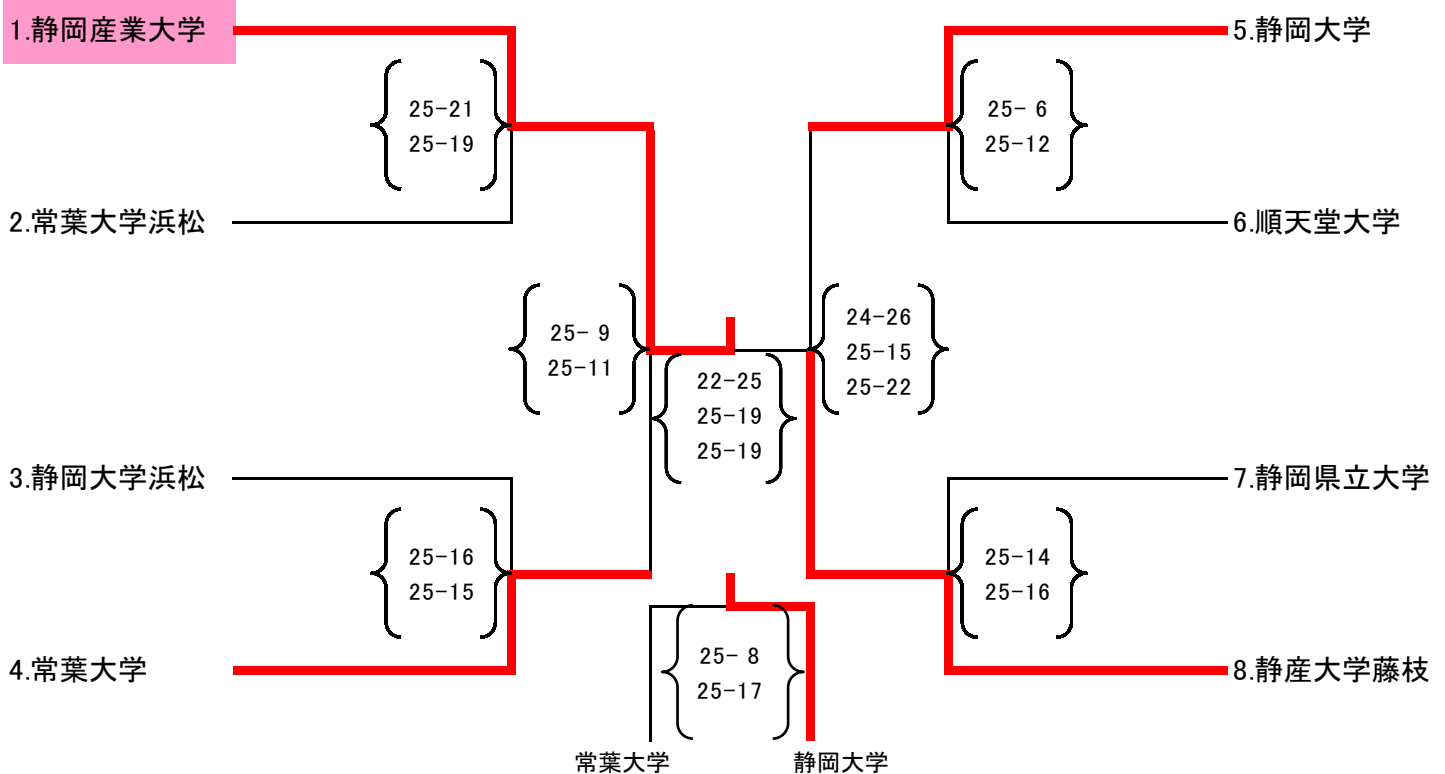 1.静岡産業大学
5.静岡大学
25-21
25-19
25- 6
25-12
2.常葉大学浜松
6.順天堂大学
25- 9
25-11
22-25
25-19
25-19
24-26
25-15
25-22
3.静岡大学浜松
7.静岡県立大学
25-16
25-15
25-14
25-16
4.常葉大学
8.静産大学藤枝
25- 8
25-17
常葉大学
静岡大学